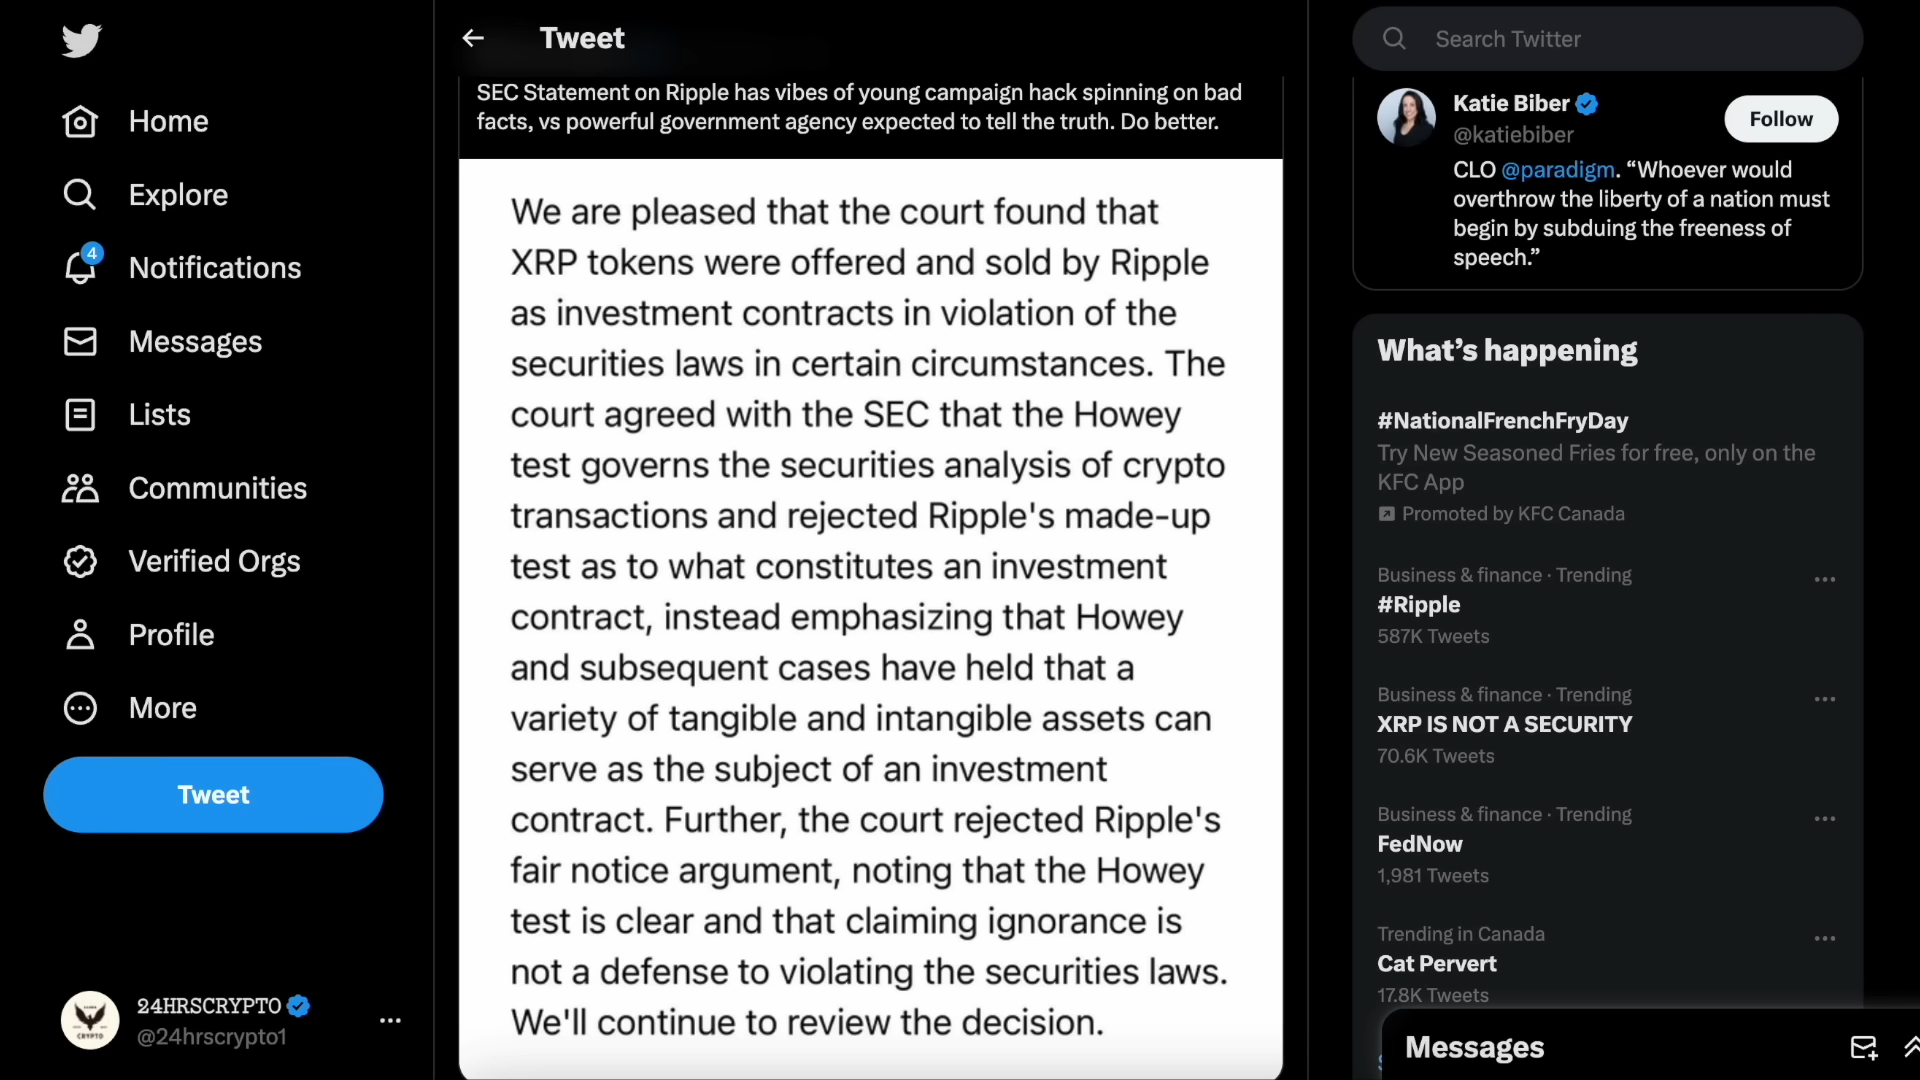 Home
Explore
4
Notifications
Messages
Lists
Communities
Verified Orgs
Profile
More
Tweet
24HRSCRYPTO
@24hrscrypto1
Tweet
SEC Statement on Ripple has vibes of young campaign hack spinning on bad
facts, vs powerful government agency expected to tell the truth. Do better.
We are pleased that the court found that
XRP tokens were offered and sold by Ripple
as investment contracts in violation of the
securities laws in certain circumstances. The
court agreed with the SEC that the Howey
test governs the securities analysis of crypto
transactions and rejected Ripple's made-up
test as to what constitutes an investment
contract, instead emphasizing that Howey
and subsequent cases have held that a
variety of tangible and intangible assets can
serve as the subject of an investment
contract. Further, the court rejected Ripple's
fair notice argument, noting that the Howey
test is clear and that claiming ignorance is
not a defense to violating the securities laws.
We'll continue to review the decision.
Search Twitter
Katie Biber
@katiebiber
Follow
CLO @paradigm. “Whoever would
overthrow the liberty of a nation must
begin by subduing the freeness of
speech.”
What’s happening
#NationalFrenchFryDay
Try New Seasoned Fries for free, only on the
KFC App
Promoted by KFC Canada
Business & finance · Trending
#Ripple
587K Tweets
Business & finance · Trending
XRP IS NOT A SECURITY
70.6K Tweets
Business & finance · Trending
FedNow
1,981 Tweets
Trending in Canada
Cat Pervert
17.8K Tweets
Messages